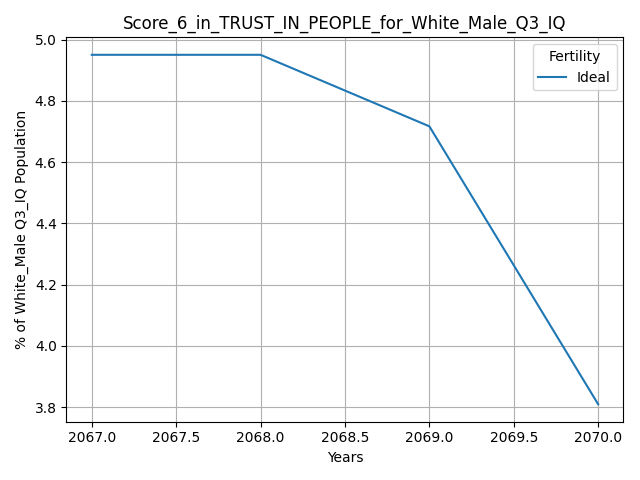 Score_6_in_TRUST_IN_PEOPLE_for_White_Male_Q3_IQ
% of White_Male Q3_IQ Population
5.0
4.8
4.6
4.4
4.2
4.0
3.8
Fertility
Ideal
2067.0 2067.5 2068.0 2068.5 2069.0 2069.5 2070.0
Years